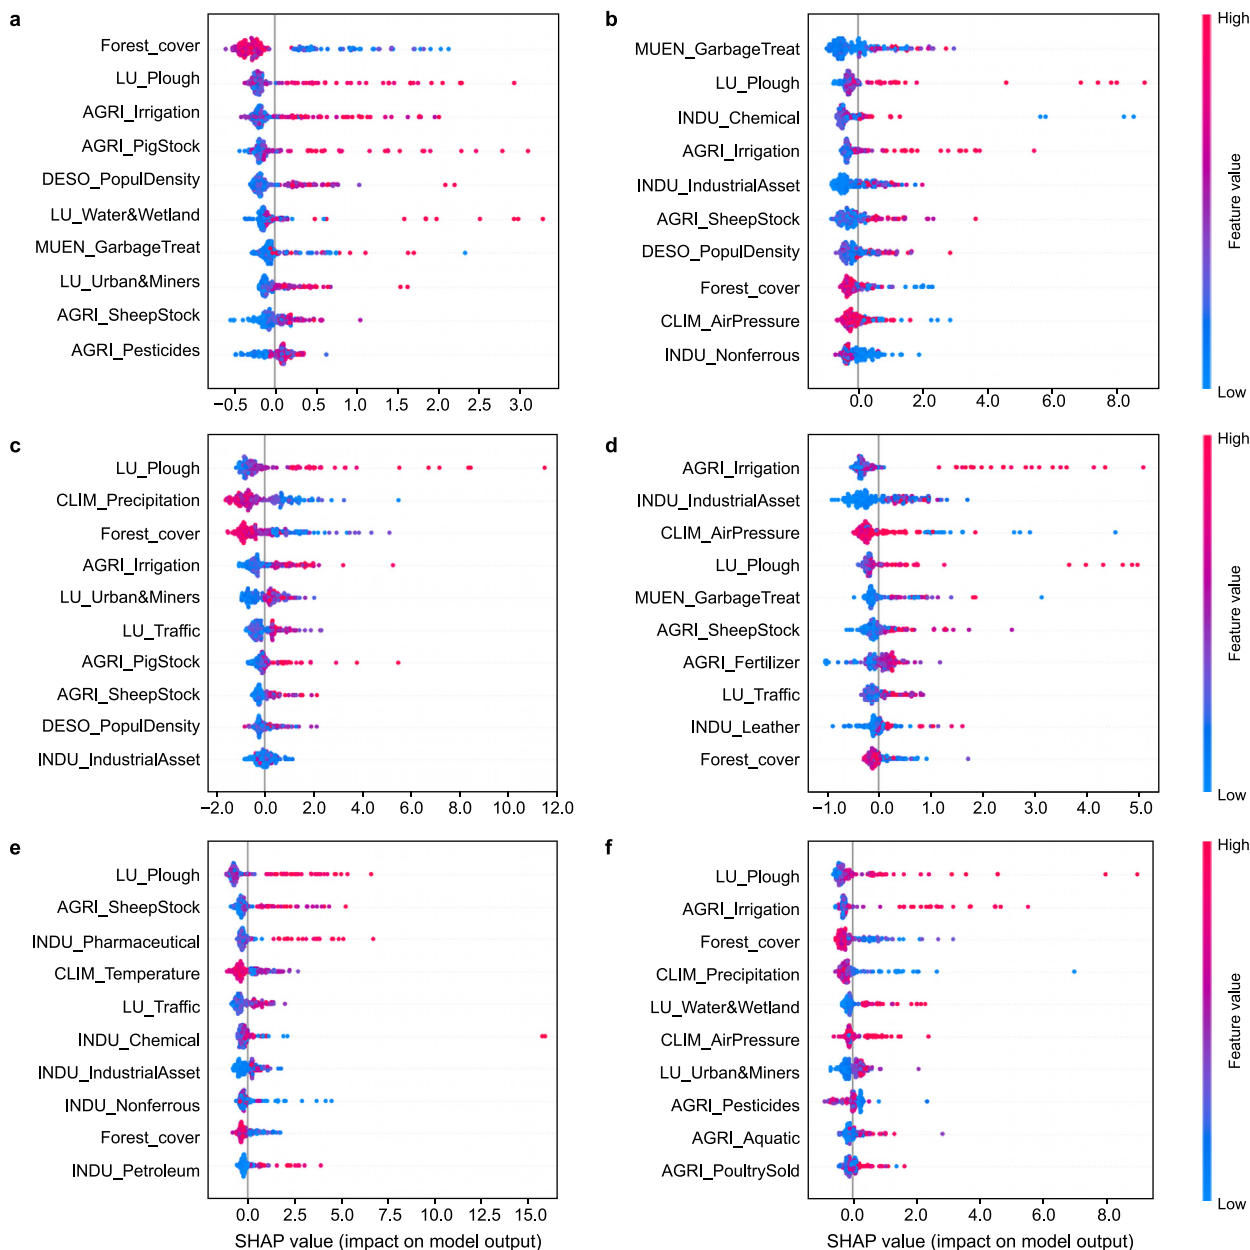 a
Forest_cover
LU_Plough
AGRI_Irrigation
AGRI_PigStock
DESO_PopulDensity
LU_Water&Wetland
MUEN_GarbageTreat
LU_Urban&Miners
AGRI_SheepStock
AGRI_Pesticides
−0.5 0.0 0.5 1.0 1.5 2.0 2.5 3.0
b
MUEN_GarbageTreat
LU_Plough
INDU_Chemical
AGRI_Irrigation
INDU_IndustrialAsset
AGRI_SheepStock
DESO_PopulDensity
Forest_cover
CLIM_AirPressure
INDU_Nonferrous
0.0 2.0 4.0 6.0 8.0
High
Feature value
Low
c
LU_Plough
CLIM_Precipitation
Forest_cover
AGRI_Irrigation
LU_Urban&Miners
LU_Traffic
AGRI_PigStock
AGRI_SheepStock
DESO_PopulDensity
INDU_IndustrialAsset
−2.0 0.0 2.0 4.0 6.0 8.0 10.0 12.0
d
AGRI_Irrigation
INDU_IndustrialAsset
CLIM_AirPressure
LU_Plough
MUEN_GarbageTreat
AGRI_SheepStock
AGRI_Fertilizer
LU_Traffic
INDU_Leather
Forest_cover
−1.0 0.0 1.0 2.0 3.0 4.0 5.0
High
Feature value
Low
e
LU_Plough
AGRI_SheepStock
INDU_Pharmaceutical
CLIM_Temperature
LU_Traffic
INDU_Chemical
INDU_IndustrialAsset
INDU_Nonferrous
Forest_cover
INDU_Petroleum
0.0 2.5 5.0 7.5 10.0 12.5 15.0
SHAP value (impact on model output)
f
LU_Plough
AGRI_Irrigation
Forest_cover
CLIM_Precipitation
LU_Water&Wetland
CLIM_AirPressure
LU_Urban&Miners
AGRI_Pesticides
AGRI_Aquatic
AGRI_PoultrySold
0.0 2.0 4.0 6.0 8.0
SHAP value (impact on model output)
High
Feature value
Low